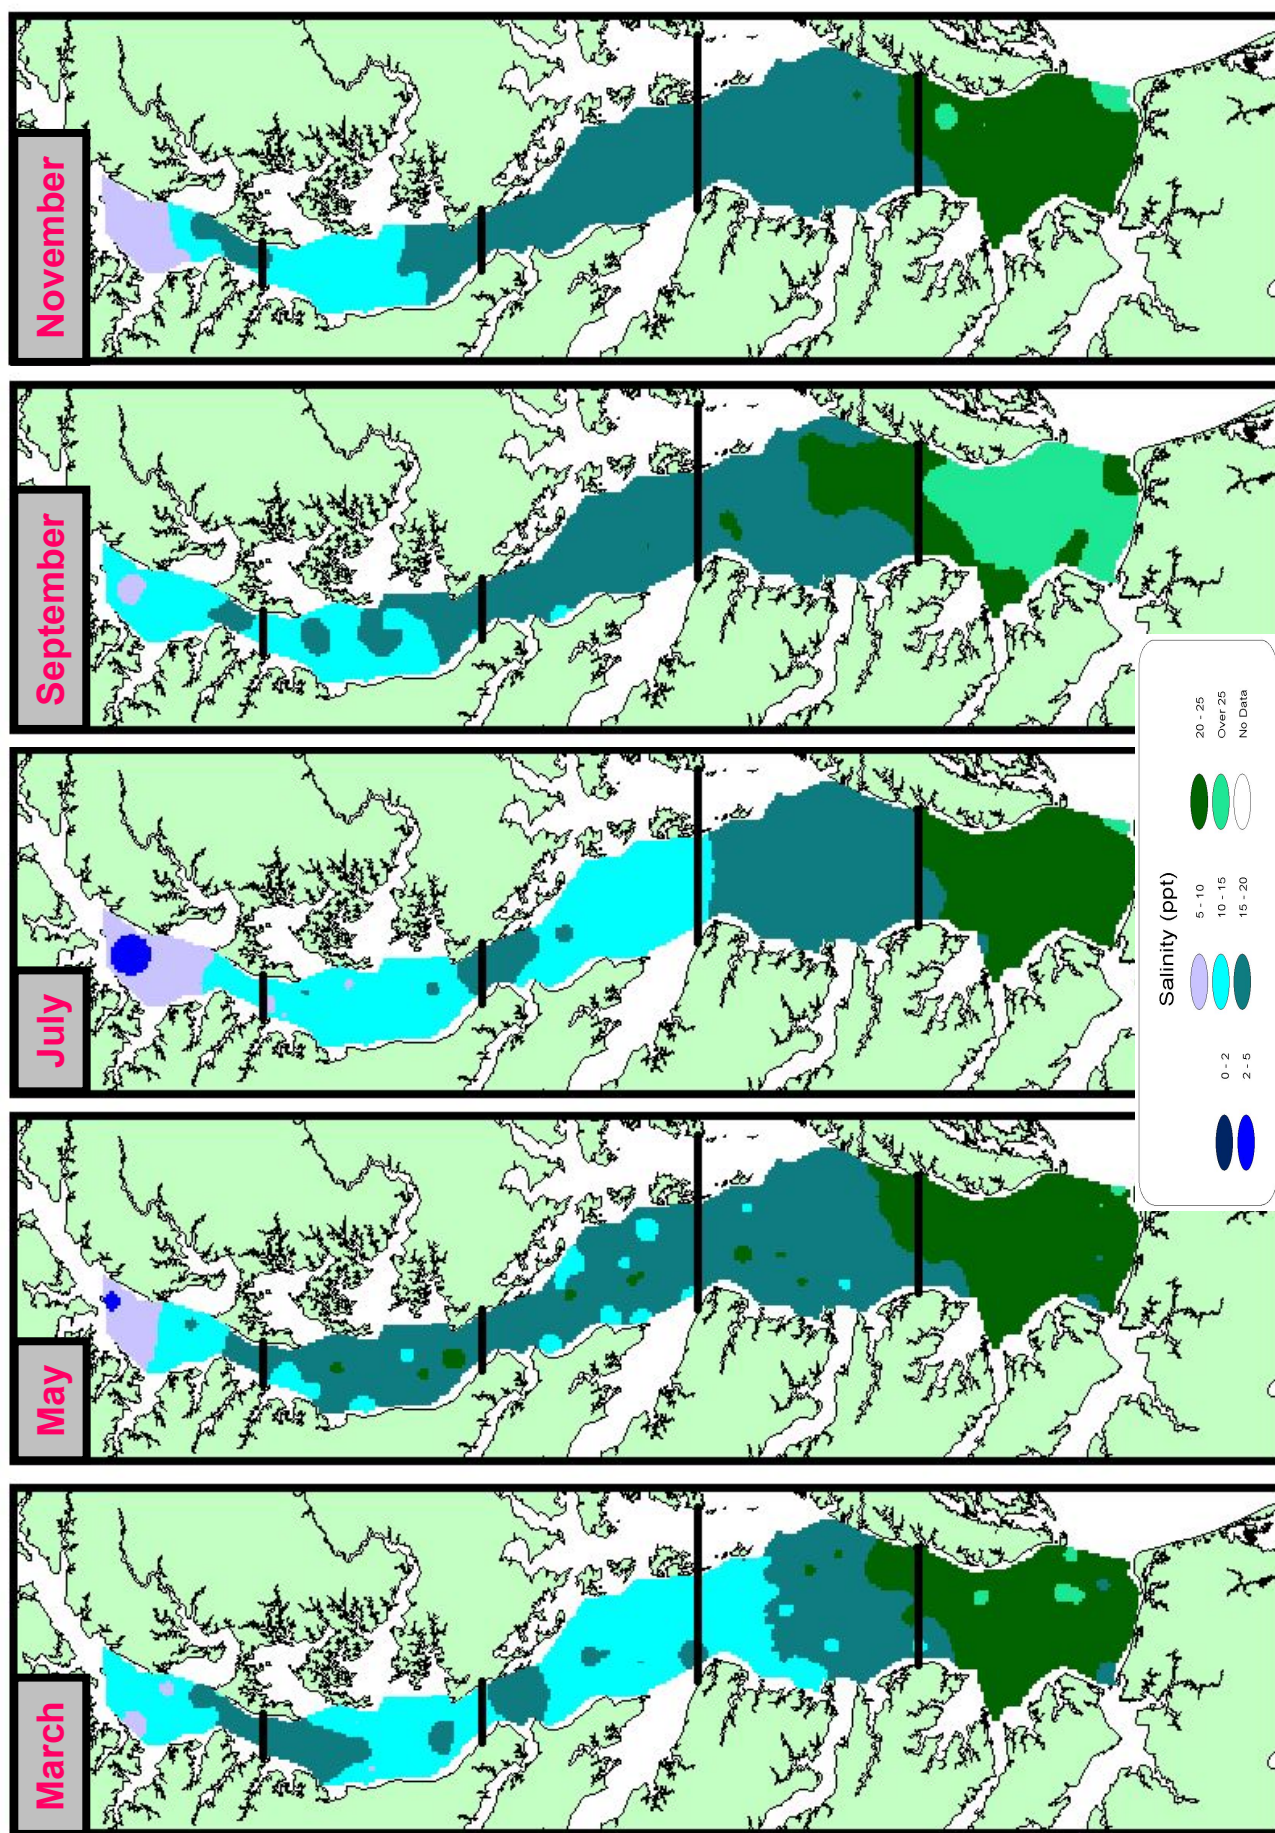 November
September
July
May
March
Salinity (ppt)
0 - 2
2 - 5
5 - 10
10 - 15
15 - 20
20 - 25
Over 25
No Data